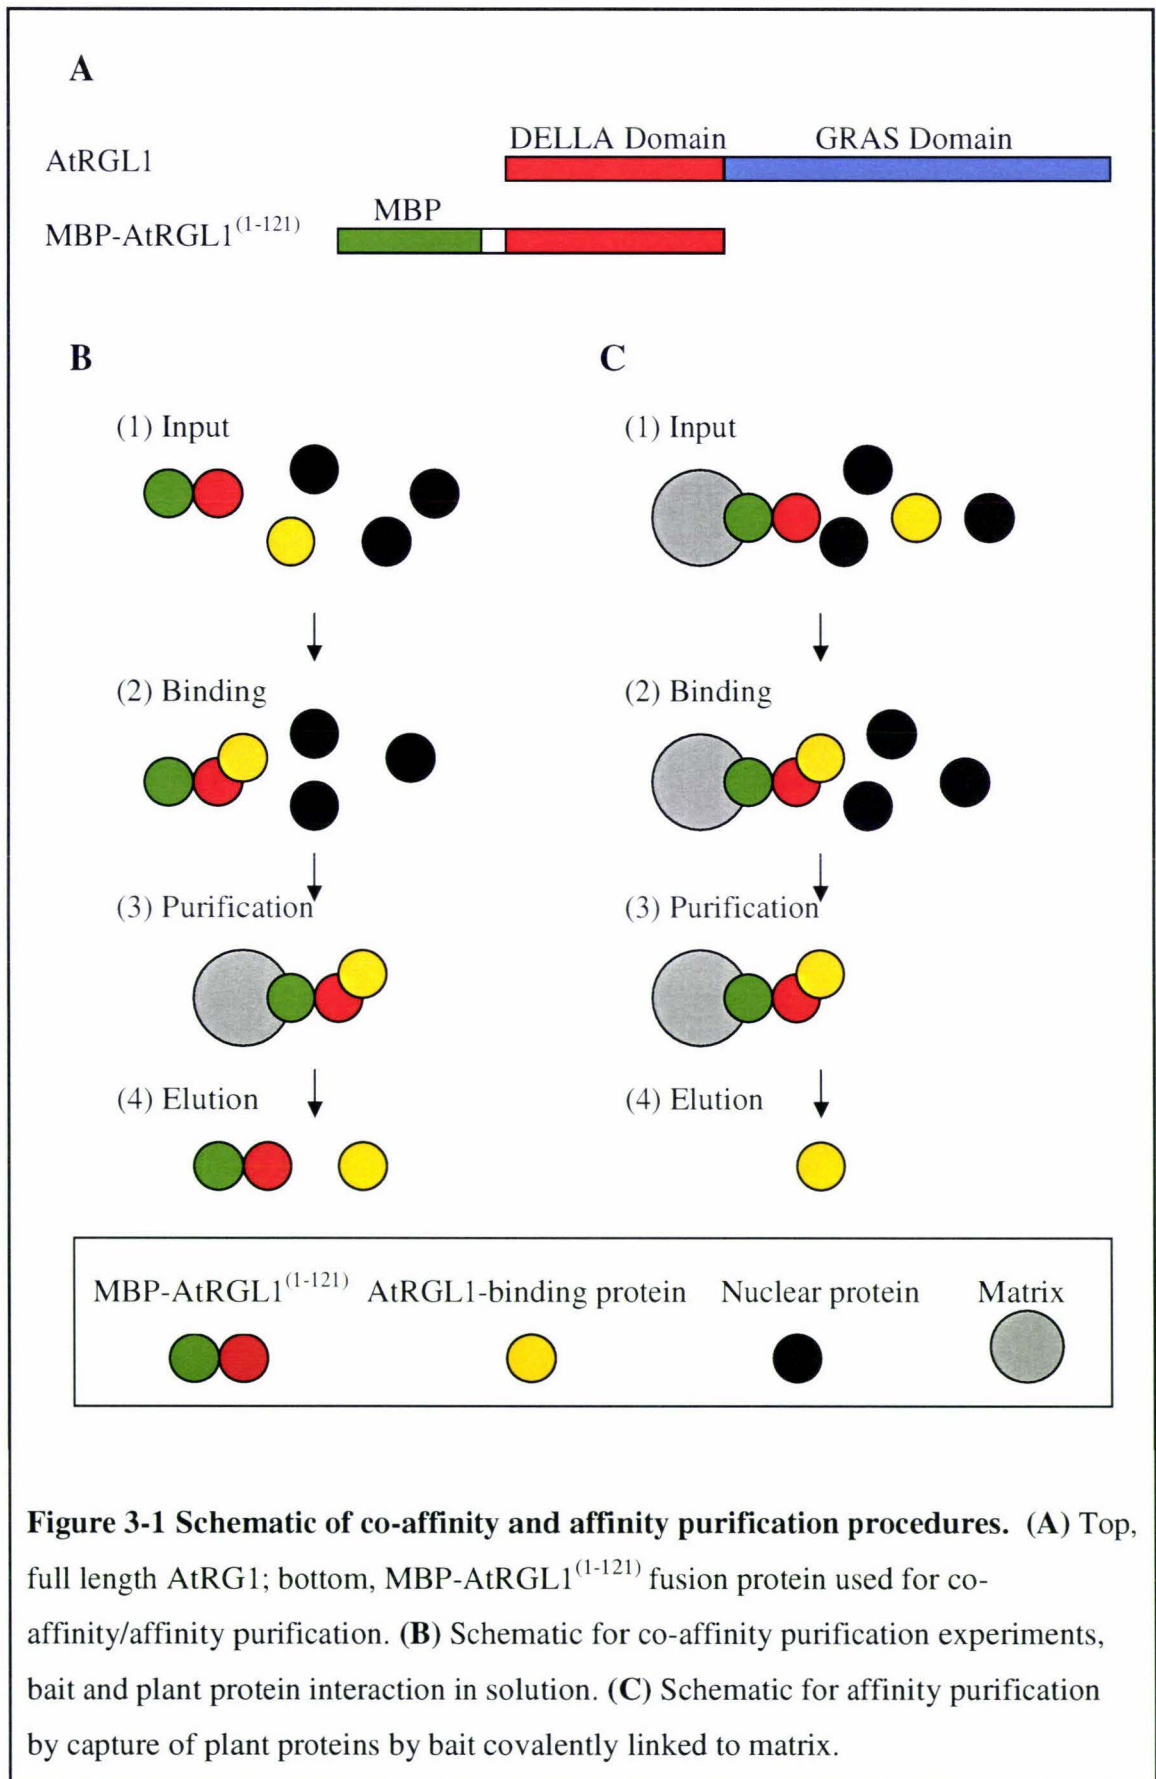 A
DELLA Domain GRAS Domain
AtRGL1
MBP
MBP-AtRGL1(1-121)
B C
(1) Input (1) Input
(2) Binding (2) Binding
(3) Purification (3) Purification
(4) Elution (4) Elution
MBP-AtRGL1(1-121) AtRGL1-binding protein Nuclear protein Matrix
Figure 3-1 Schematic of co-affinity and affinity purification procedures. (A) Top,
full length AtRG1; bottom, MBP-AtRGL1(1-121) fusion protein used for co-
affinity/affinity purification. (B) Schematic for co-affinity purification experiments,
bait and plant protein interaction in solution. (C) Schematic for affinity purification
by capture of plant proteins by bait covalently linked to matrix.